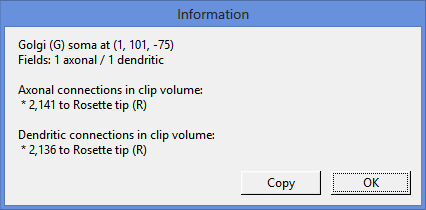 Information
Golgi (G) soma at (1, 101, -75)
Fields: 1 axonal / 1 dendritic
Axonal connections in clip volume:
* 2,141 to Rosette tip (R)
Dendritic connections in clip volume:
* 2,136 to Rosette tip (R)
Copy
OK